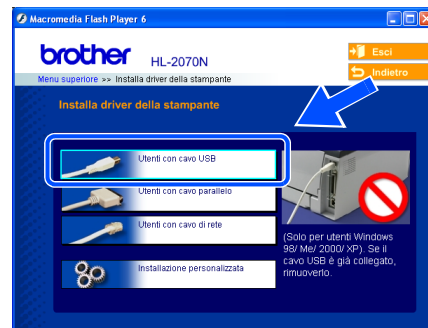 Macromedia Flash Player 6
brother
HL-2070N
Esci
Indietro
Menu superiore >> Installa driver della stampante
Installa driver della stampante
Utenti con cavo USB
Utenti con cavo parallelo
Utenti con cavo di rete
Installazione personalizzata
(Solo per utenti Windows
98/ Me/ 2000/ XP). Se il
cavo USB è già collegato,
rimuoverlo.